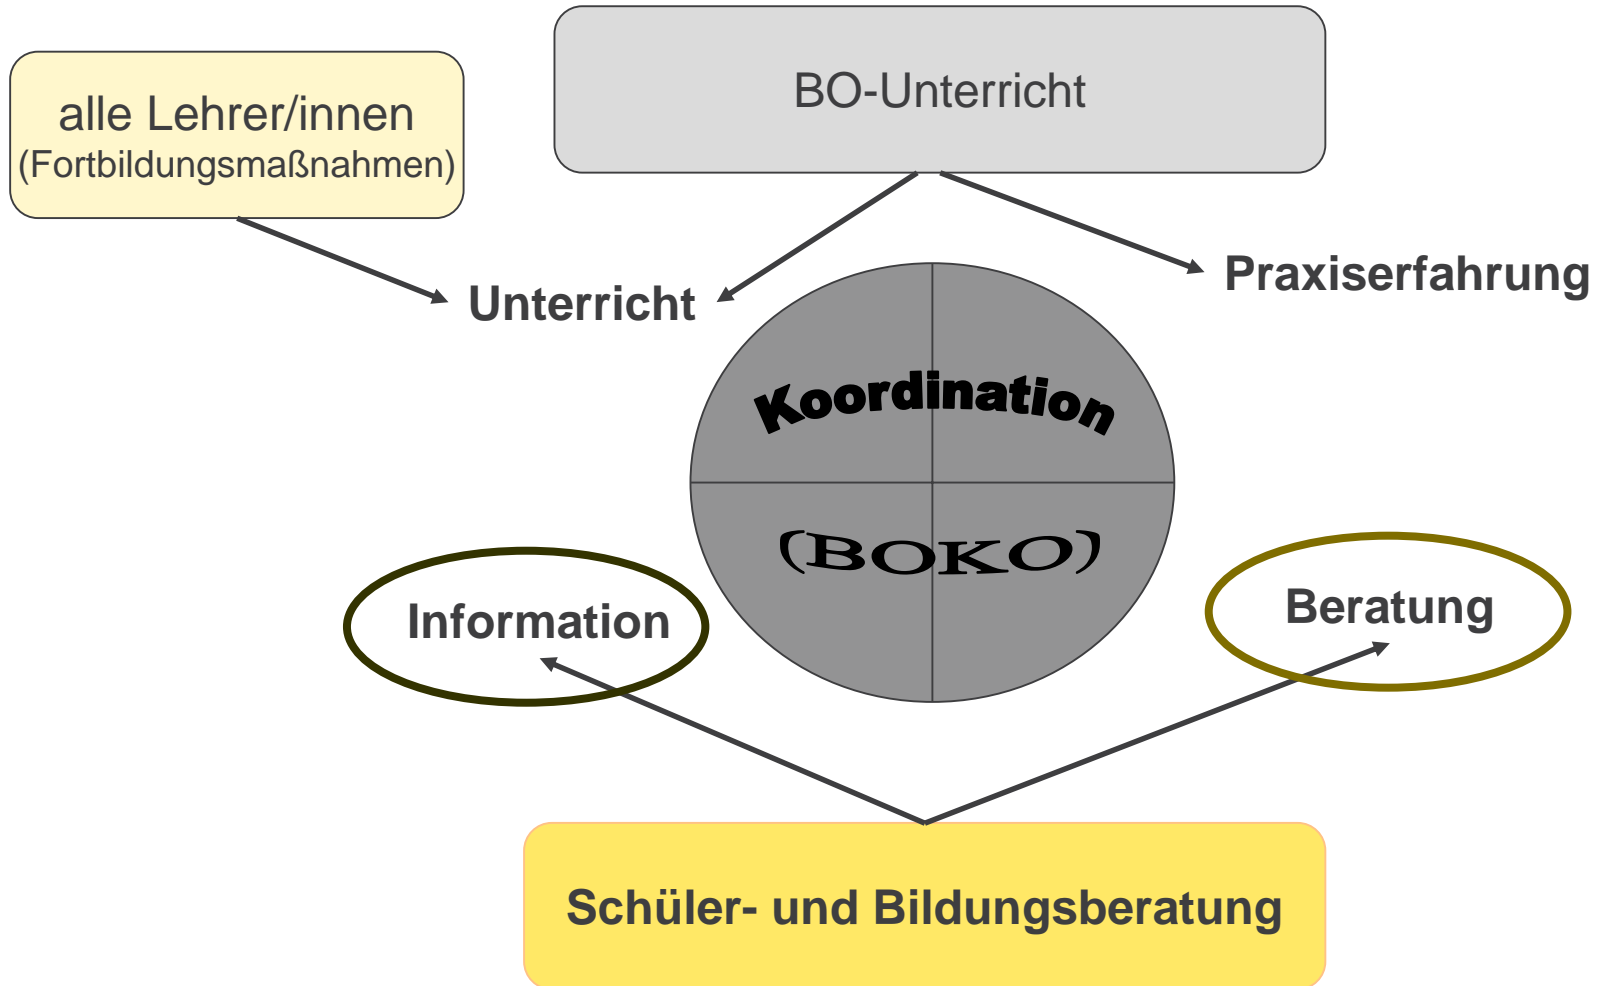 alle Lehrer/innen
(Fortbildungsmaßnahmen)
BO-Unterricht
Unterricht
Praxiserfahrung
Koordination
(BOKO)
Information
Beratung
Schüler- und Bildungsberatung